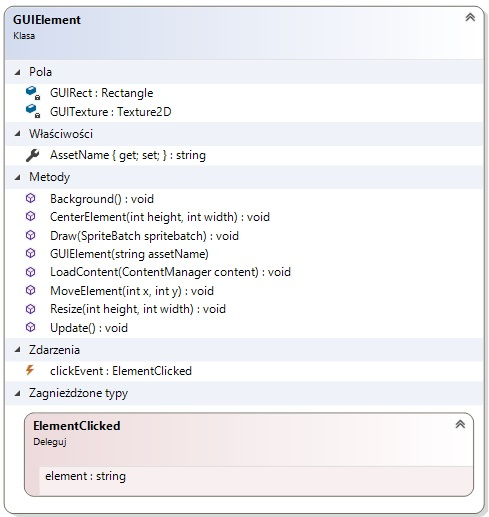 GUIElement
Klasa
Pola
GUIRect : Rectangle
GUITexture : Texture2D
Właściwości
AssetName { get; set; } : string
Metody
Background() : void
CenterElement(int height, int width) : void
Draw(SpriteBatch spritebatch) : void
GUIElement(string assetName)
LoadContent(ContentManager content) : void
MoveElement(int x, int y) : void
Resize(int height, int width) : void
Update() : void
Zdarzenia
clickEvent : ElementClicked
Zagnieżdżone typy
ElementClicked
Deleguj
element : string